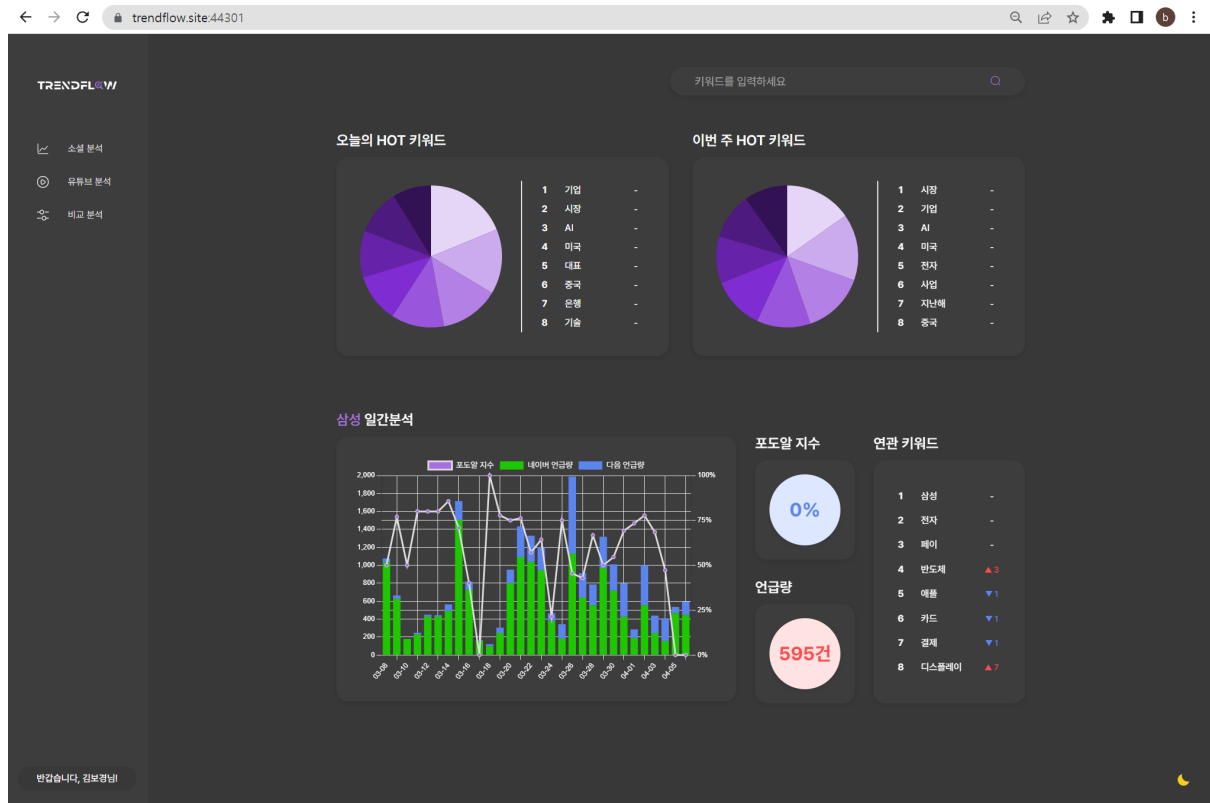 trendflow.site:44301
b
TRENDFLOW
키워드를 입력하세요
소셜 분석
유튜브 분석
비교 분석
오늘의 HOT 키워드
1 기업 -
2 시장 -
3 AI -
4 미국 -
5 대표 -
6 중국 -
7 은행 -
8 기술 -
이번 주 HOT 키워드
1 시장 -
2 기업 -
3 AI -
4 미국 -
5 전자 -
6 사업 -
7 지난해 -
8 중국 -
삼성 일간분석
포도알 지수 네이버 언급량 다음 언급량
2,000
1,800
1,600
1,400
1,200
1,000
800
600
400
200
0
100%
75%
50%
25%
0%
03-08 03-10 03-12 03-14 03-16 03-18 03-20 03-22 03-24 03-26 03-28 03-30 04-01 04-03 04-05
포도알 지수
0%
언급량
595건
연관 키워드
1 삼성 -
2 전자 -
3 페이 -
4 반도체 ▲3
5 애플 ▼1
6 카드 ▼1
7 결제 ▼1
8 디스플레이 ▲7
반갑습니다, 김보경님!